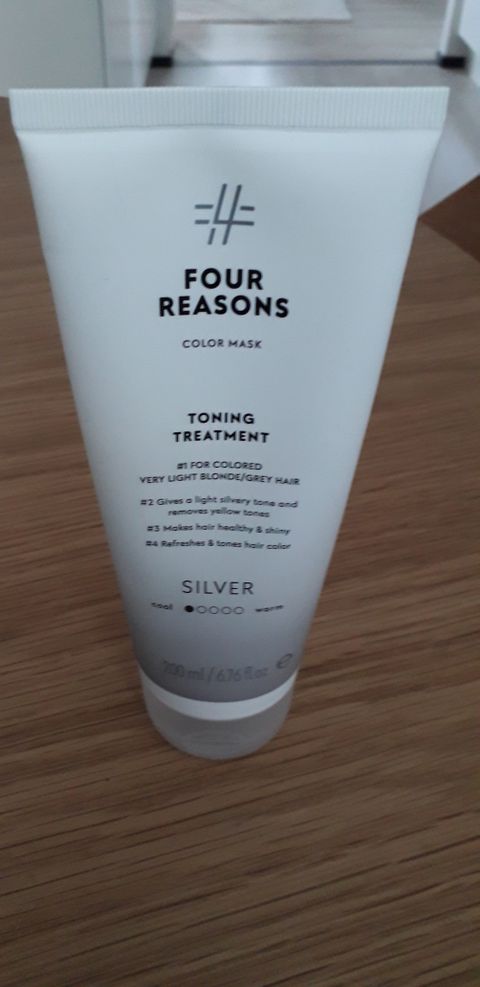 FOUR
REASONS
COLOR MASK
TONING
TREATMENT
#1 FOR COLORED
VERY LIGHT BLONDE/GREY HAIR
#2 Gives a light silvery tone and
removes yellow tones
#3 Makes hair healthy & shiny
#4 Refreshes & tones hair color
SILVER
cool warm
200 ml / 6.76 fl.oz e